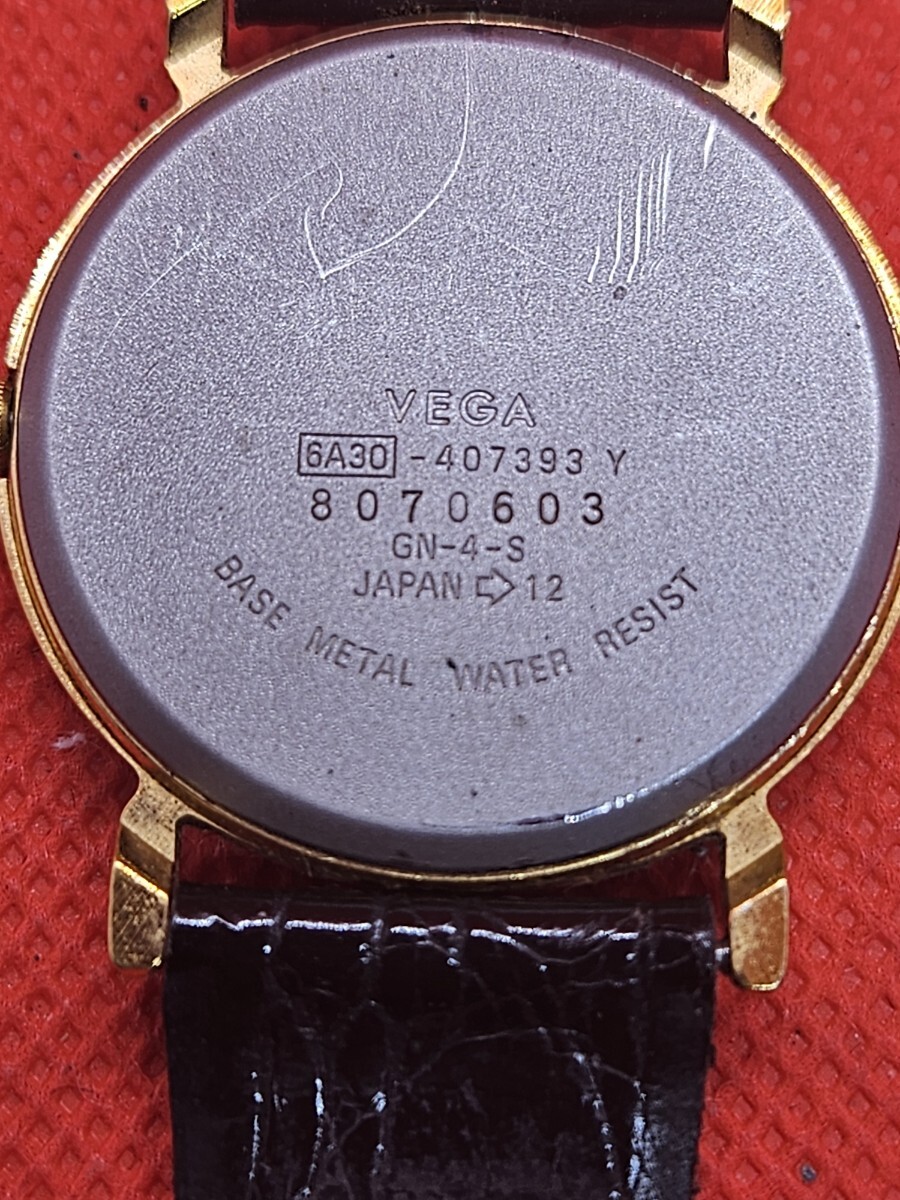 VEGA
6A30 -407393 Y
8070603
GN-4-S
JAPAN ⇨ 12
BASE METAL WATER RESIST